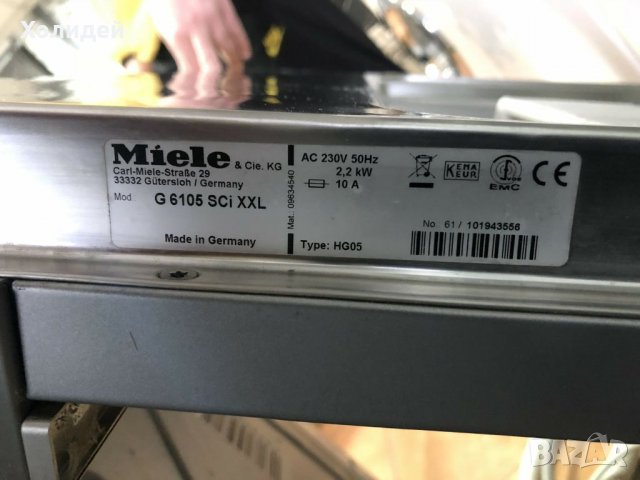 Холидей
Miele & Cie. KG
Carl-Miele-Straße 29
33332 Gütersloh / Germany
Mod G 6105 SCi XXL
Made in Germany
Mat. 09634540
AC 230V 50Hz
2,2 kW
10 A
Type: HG05
KEMA
KEUR
EMC
CE
No. 61/ 101943556
BAZAR